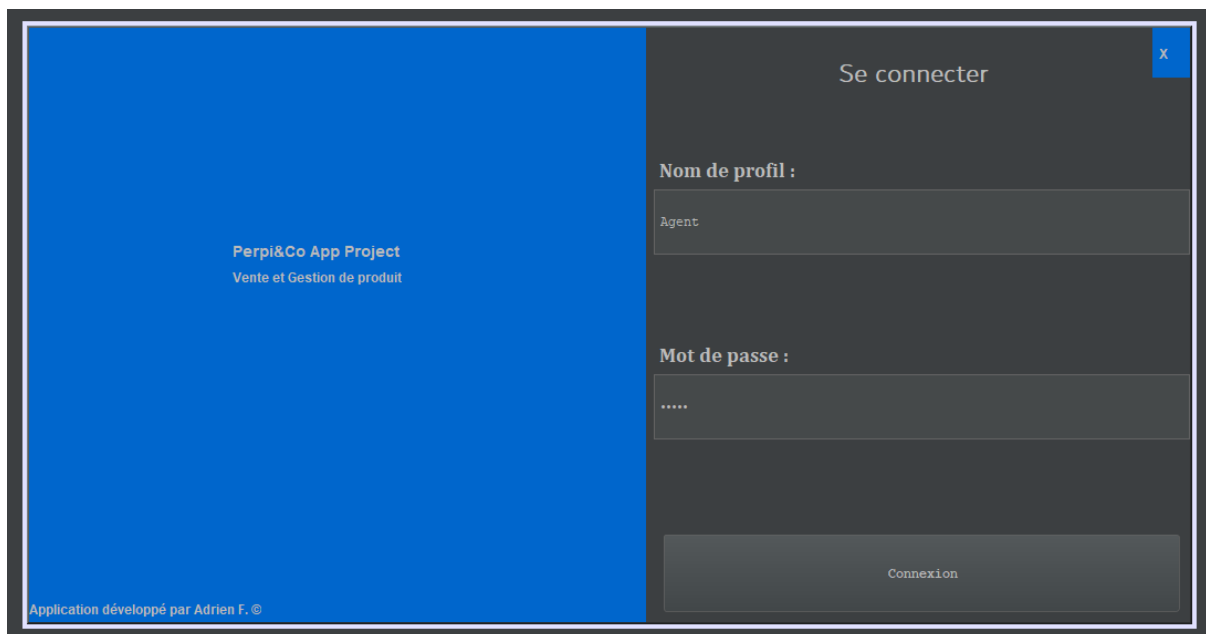 Perpi&Co App Project
Vente et Gestion de produit
Application développé par Adrien F. ©
X
Se connecter
Nom de profil :
Agent
Mot de passe :
•••••
Connexion